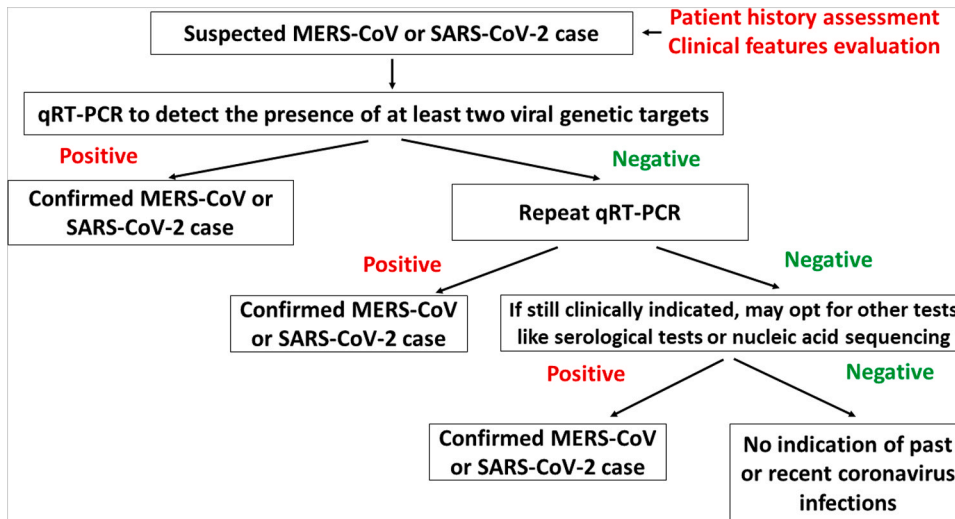 Suspected MERS-CoV or SARS-CoV-2 case
Patient history assessment
Clinical features evaluation
qRT-PCR to detect the presence of at least two viral genetic targets
Positive
Negative
Confirmed MERS-CoV or
SARS-CoV-2 case
Repeat qRT-PCR
Positive
Negative
Confirmed MERS-CoV
or SARS-CoV-2 case
If still clinically indicated, may opt for other tests
like serological tests or nucleic acid sequencing
Positive
Negative
Confirmed MERS-CoV
or SARS-CoV-2 case
No indication of past
or recent coronavirus
infections